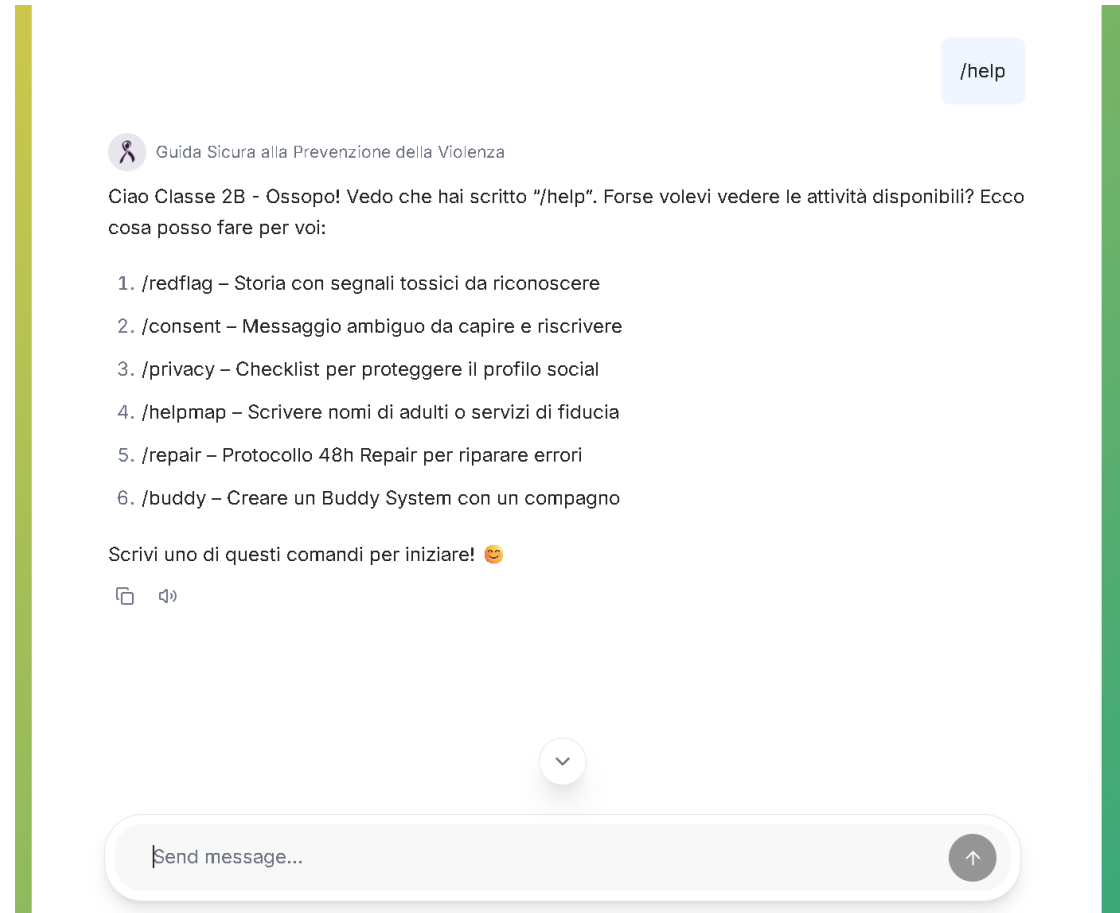 /help
Guida Sicura alla Prevenzione della Violenza
Ciao Classe 2B - Ossopo! Vedo che hai scritto “/help”. Forse volevi vedere le attività disponibili? Ecco
cosa posso fare per voi:
1. /redflag – Storia con segnali tossici da riconoscere
2. /consent – Messaggio ambiguo da capire e riscrivere
3. /privacy – Checklist per proteggere il profilo social
4. /helpmap – Scrivere nomi di adulti o servizi di fiducia
5. /repair – Protocollo 48h Repair per riparare errori
6. /buddy – Creare un Buddy System con un compagno
Scrivi uno di questi comandi per iniziare! 😊
Send message...